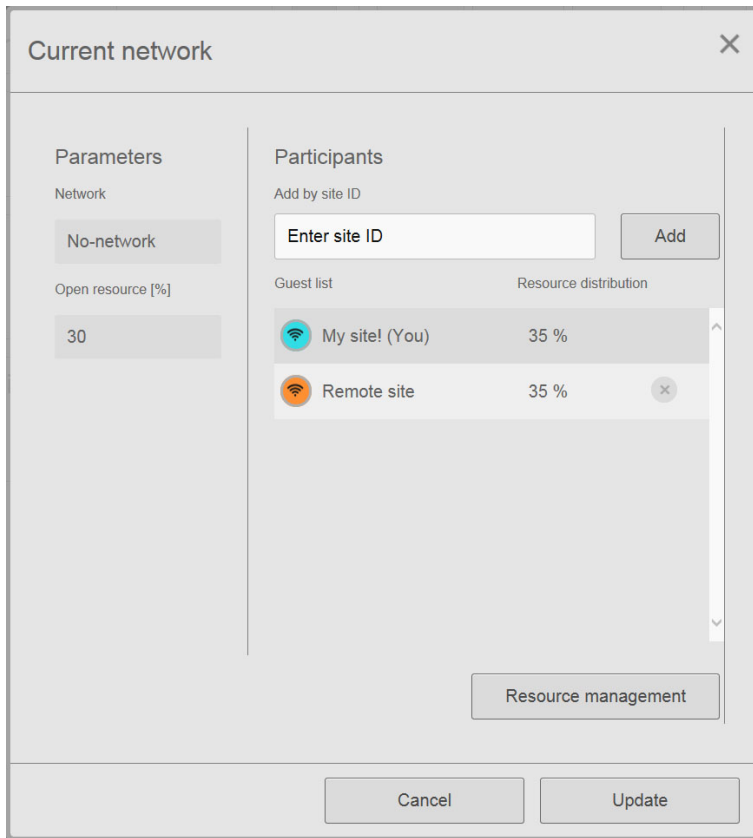 Current network
Parameters
Network
No-network
Open resource [%]
30
Participants
Add by site ID
Enter site ID
Add
Guest list Resource distribution
My site! (You) 35 %
Remote site 35 %
Resource management
Cancel Update